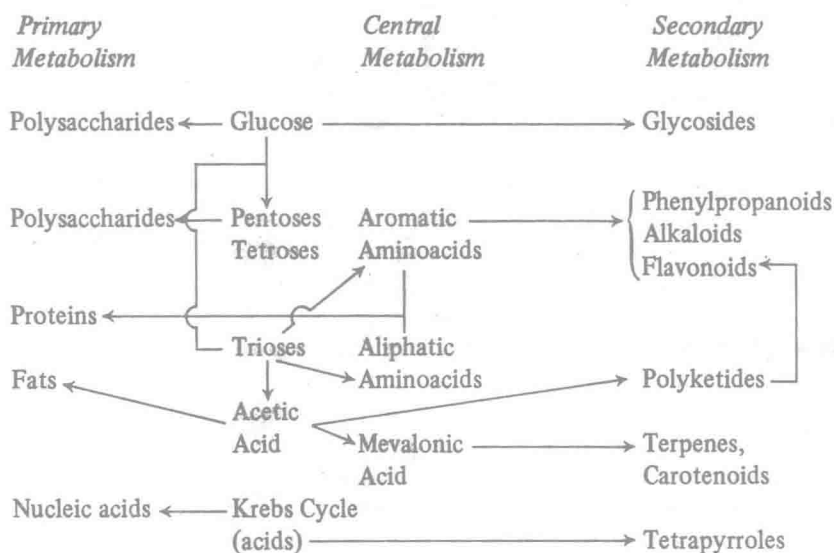 Primary Central Secondary
Metabolism Metabolism Metabolism
Polysaccharides Glucose Glycosides
Phenylpropanoids
Polysaccharides Pentoses Aromatic Alkaloids
Tetroses Aminoacids Flavonoids
Proteins
Trioses Aliphatic
Fats Aminoacids Polyketides
Acetic
Acid Mevalonic Terpenes,
Acid Carotenoids
Nucleic acids Krebs Cycle
(acids) Tetrapyrroles